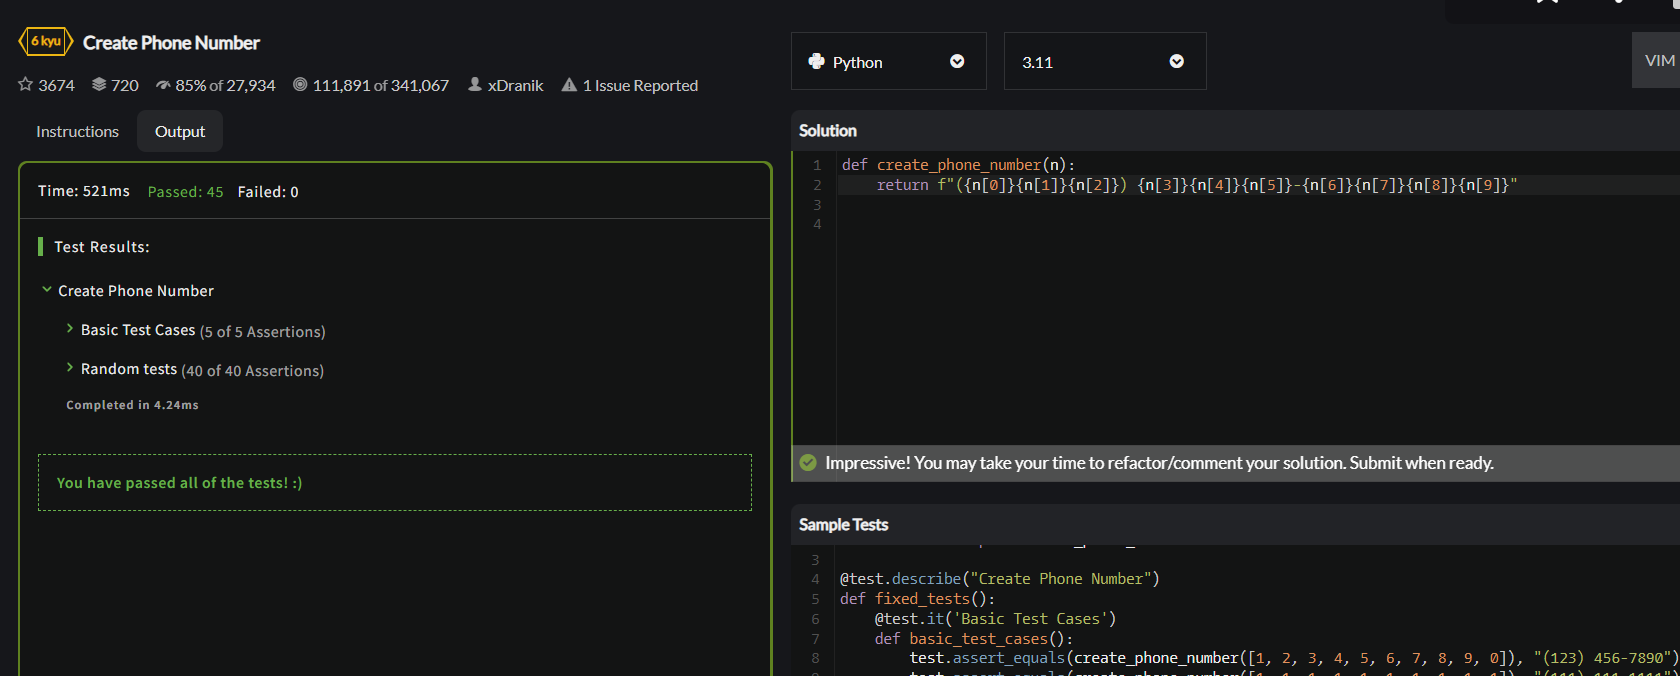 6 kyu
Create Phone Number
3674 720 85% of 27,934 111,891 of 341,067 xDranik 1 Issue Reported
Instructions Output
Time: 521ms Passed: 45 Failed: 0
Test Results:
Create Phone Number
Basic Test Cases (5 of 5 Assertions)
Random tests (40 of 40 Assertions)
Completed in 4.24ms
You have passed all of the tests! :)
Python 3.11 VIM
Solution
1 def create_phone_number(n):
2 return f"({n[0]}{n[1]}{n[2]}) {n[3]}{n[4]}{n[5]}-{n[6]}{n[7]}{n[8]}{n[9]}"
3
4
Impressive! You may take your time to refactor/comment your solution. Submit when ready.
Sample Tests
3
4 @test.describe("Create Phone Number")
5 def fixed_tests():
6 @test.it('Basic Test Cases')
7 def basic_test_cases():
8 test.assert_equals(create_phone_number([1, 2, 3, 4, 5, 6, 7, 8, 9, 0]), "(123) 456-7890")